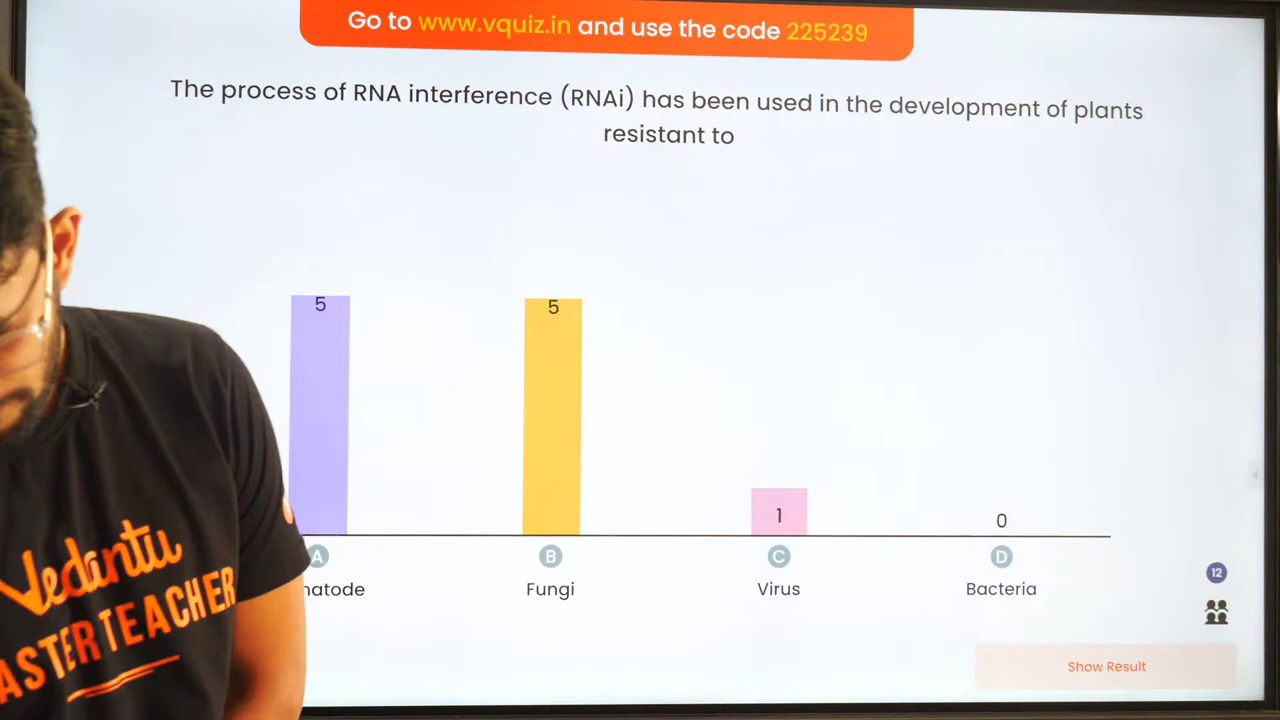 Go to www.vquiz.in and use the code 225239
The process of RNA interference (RNAi) has been used in the development of plants
resistant to
5
5
1
0
A
B
C
D
matode
Fungi
Virus
Bacteria
12
Show Result
Vedantu
ASTER TEACHER